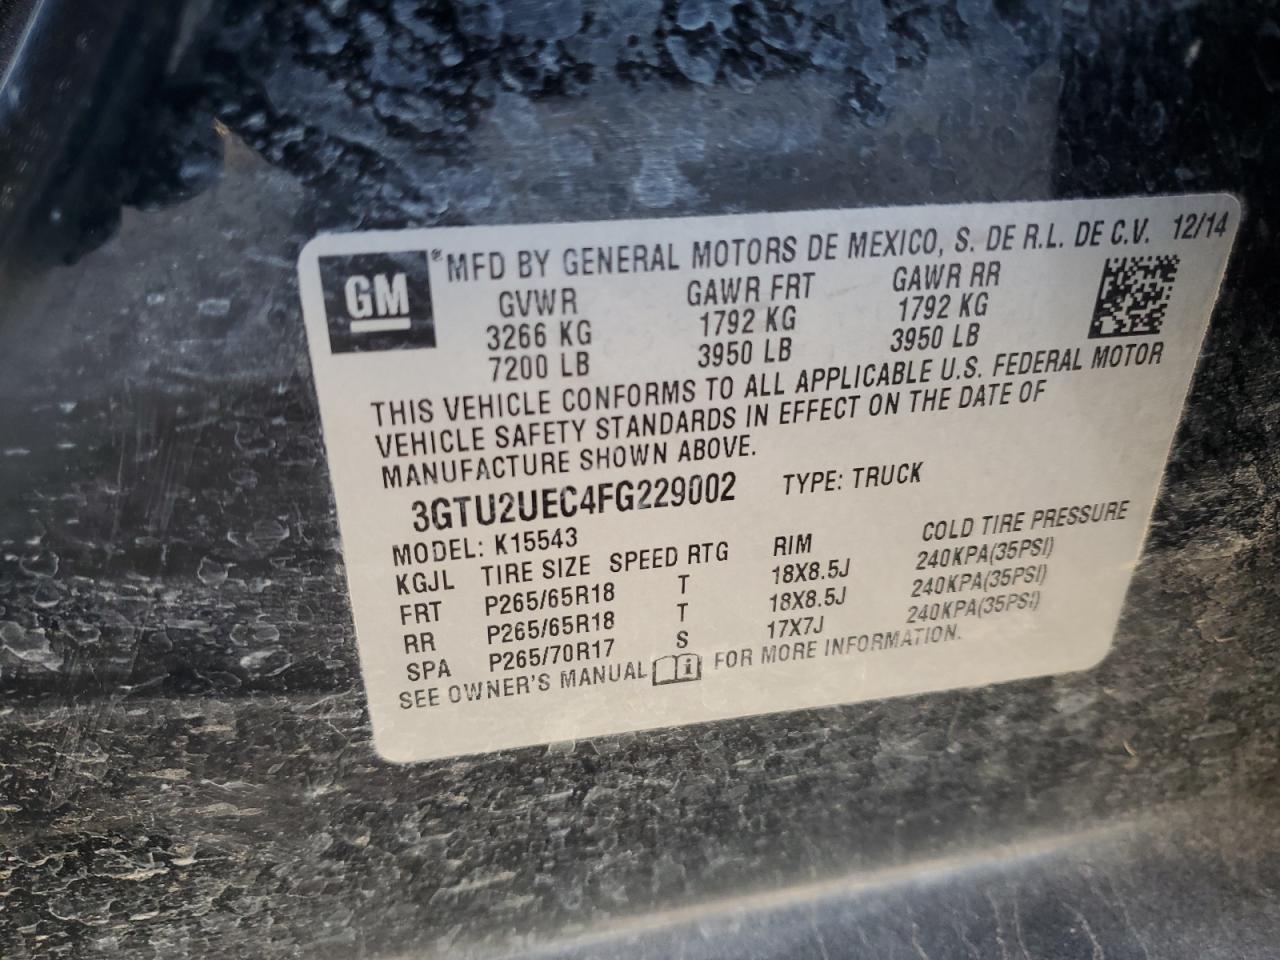 GM ® MFD BY GENERAL MOTORS DE MEXICO, S. DE R.L. DE C.V. 12/14
GVWR GAWR FRT GAWR RR
3266 KG 1792 KG 1792 KG
7200 LB 3950 LB 3950 LB
THIS VEHICLE CONFORMS TO ALL APPLICABLE U.S. FEDERAL MOTOR
VEHICLE SAFETY STANDARDS IN EFFECT ON THE DATE OF
MANUFACTURE SHOWN ABOVE.
3GTU2UEC4FG229002 TYPE: TRUCK
MODEL: K15543
KGJL TIRE SIZE SPEED RTG RIM COLD TIRE PRESSURE
FRT P265/65R18 T 18X8.5J 240KPA(35PSI)
RR P265/65R18 T 18X8.5J 240KPA(35PSI)
SPA P265/70R17 S 17X7J 240KPA(35PSI)
SEE OWNER'S MANUAL i FOR MORE INFORMATION.